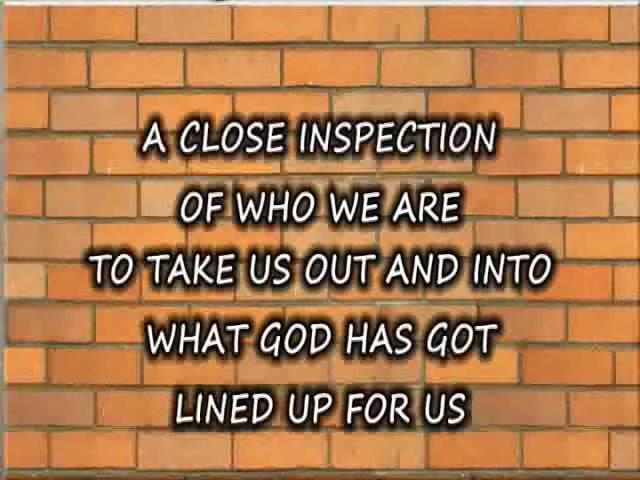 A CLOSE INSPECTION
OF WHO WE ARE
TO TAKE US OUT AND INTO
WHAT GOD HAS GOT
LINED UP FOR US